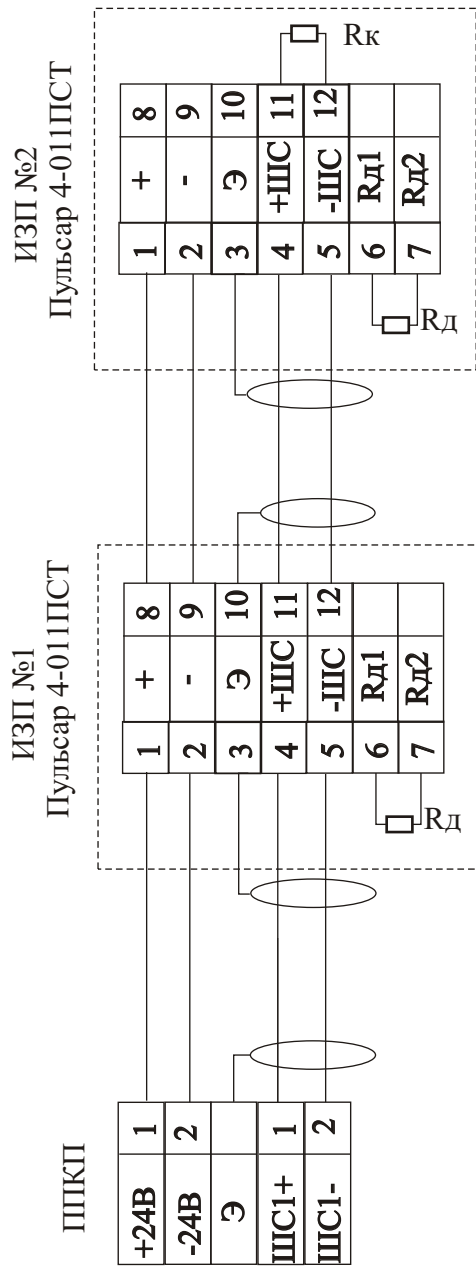 ППКП
+24В 1
-24В 2
Э
ШС1+ 1
ШС1- 2
ИЗП №1
Пульсар 4-011ПСТ
1 + 8
2 - 9
3 Э 10
4 +ШС 11
5 -ШС 12
6 Rд1
7 Rд2
Rд
ИЗП №2
Пульсар 4-011ПСТ
1 + 8
2 - 9
3 Э 10
4 +ШС 11
5 -ШС 12
6 Rд1
7 Rд2
Rк
Rд